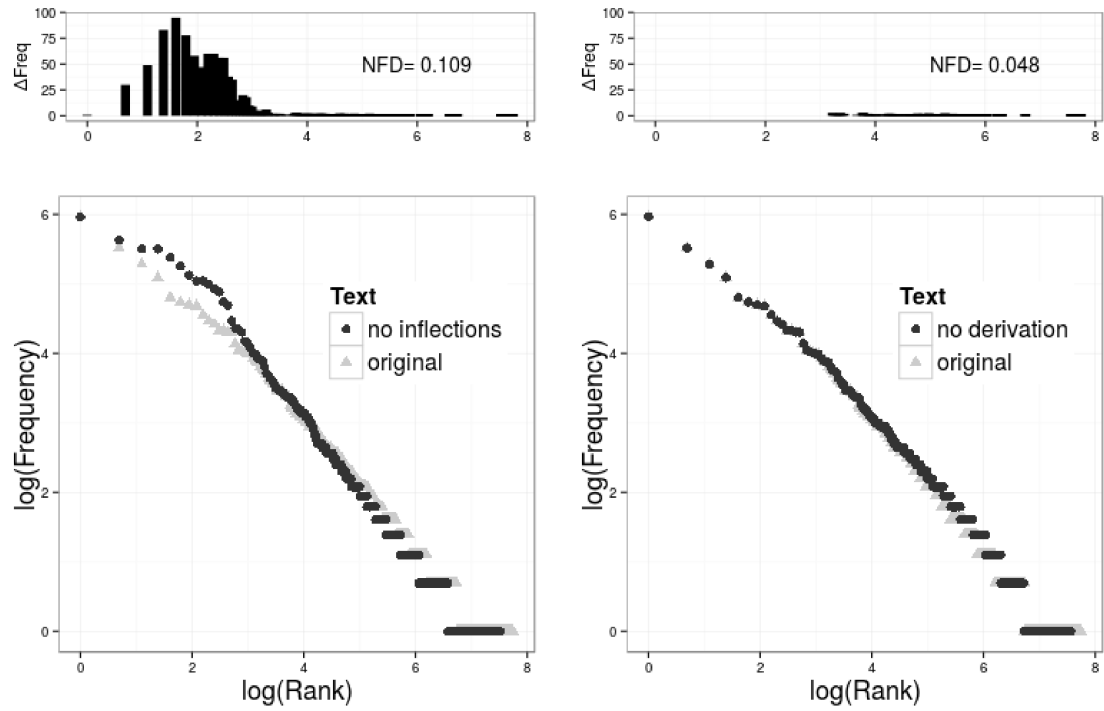 100
75
50
25
0
ΔFreq
NFD= 0.109
0 2 4 6 8
100
75
50
25
0
ΔFreq
NFD= 0.048
0 2 4 6 8
6
4
2
0
log(Frequency)
Text
no inflections
original
0 2 4 6 8
log(Rank)
6
4
2
0
log(Frequency)
Text
no derivation
original
0 2 4 6 8
log(Rank)